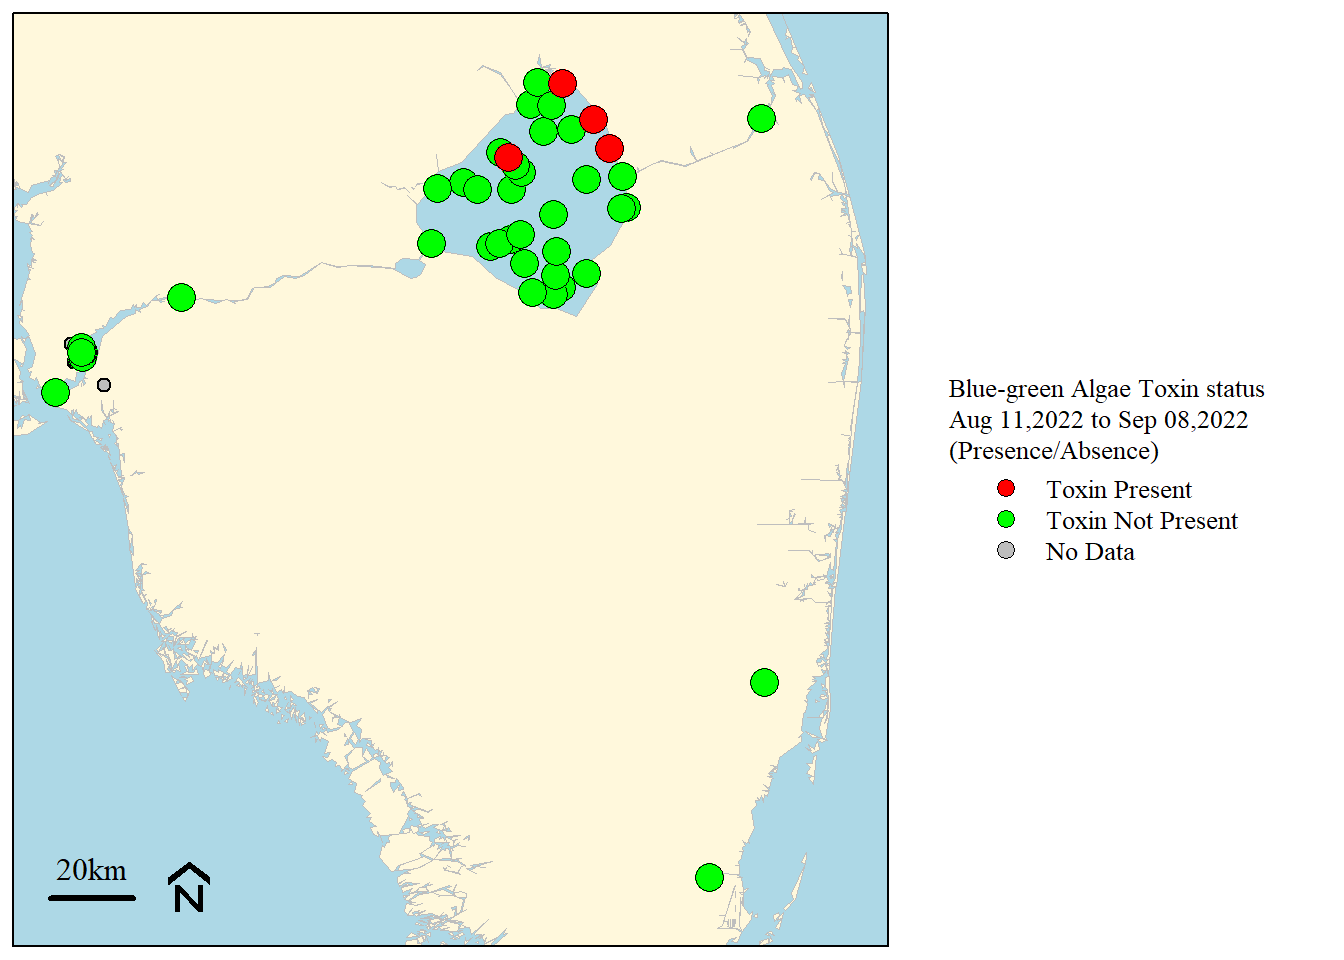 Blue-green Algae Toxin status
Aug 11,2022 to Sep 08,2022
(Presence/Absence)
Toxin Present
Toxin Not Present
No Data
20km
N